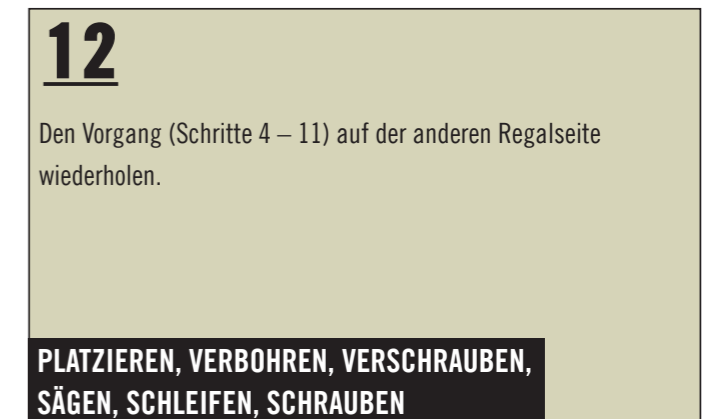 12
Den Vorgang (Schritte 4 – 11) auf der anderen Regalseite
wiederholen.
PLATZIEREN, VERBOHREN, VERSCHRAUBEN,
SÄGEN, SCHLEIFEN, SCHRAUBEN